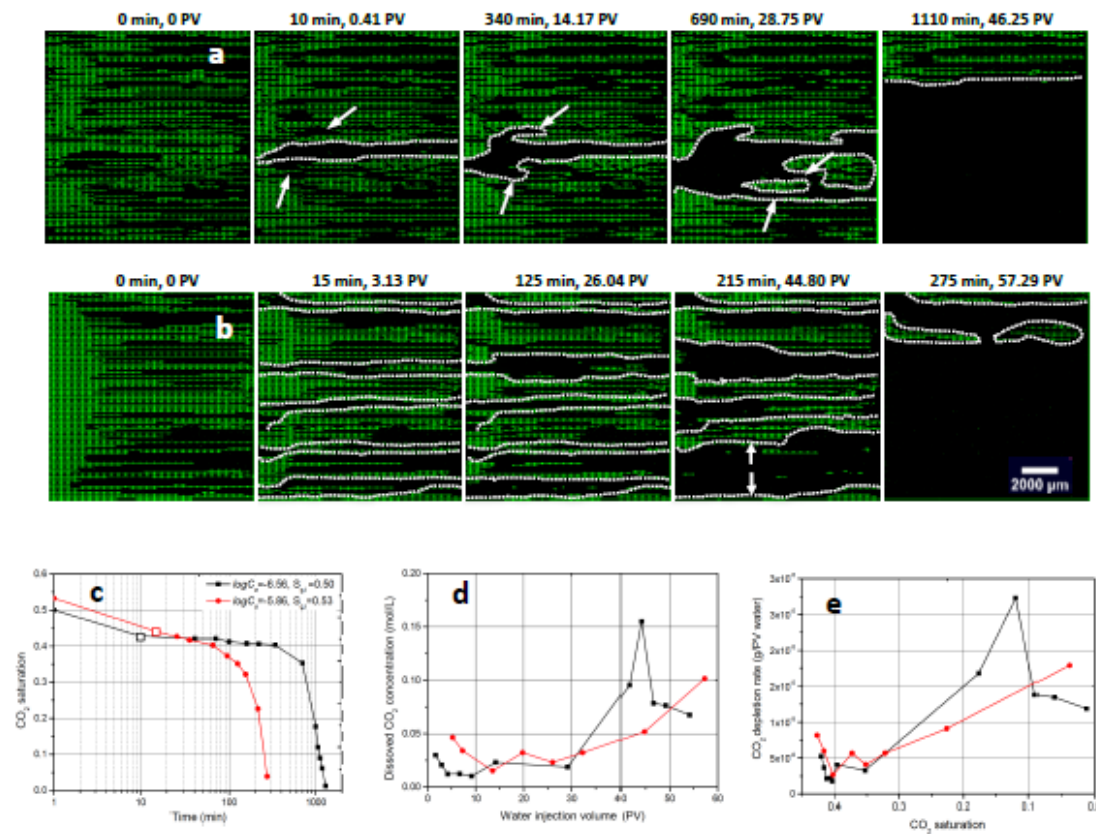 0 min, 0 PV 10 min, 0.41 PV 340 min, 14.17 PV 690 min, 28.75 PV 1110 min, 46.25 PV
a
0 min, 0 PV 15 min, 3.13 PV 125 min, 26.04 PV 215 min, 44.80 PV 275 min, 57.29 PV
b
2000 µm
c
0.6
0.5
0.4
0.3
0.2
0.1
0.0
1 10 100 1000
Time (min)
CO2 saturation
d
0.20
0.15
0.10
0.05
0.00
0 10 20 30 40 50 60
Water injection volume (PV)
Dissoved CO2 concentration (mol/L)
e
0
0.4 0.3 0.2 0.1 0.0
CO2 saturation
CO2 depletion rate (g/PV water)